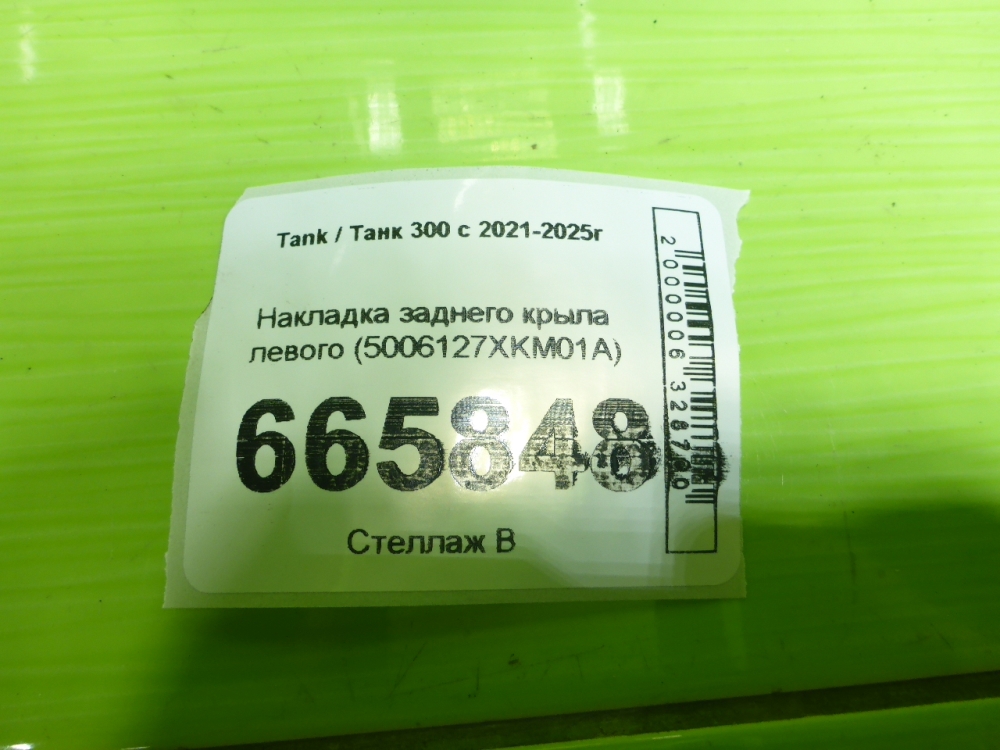 Tank / Танк 300 с 2021-2025г
Накладка заднего крыла
левого (5006127XKM01A)
665848
Стеллаж В